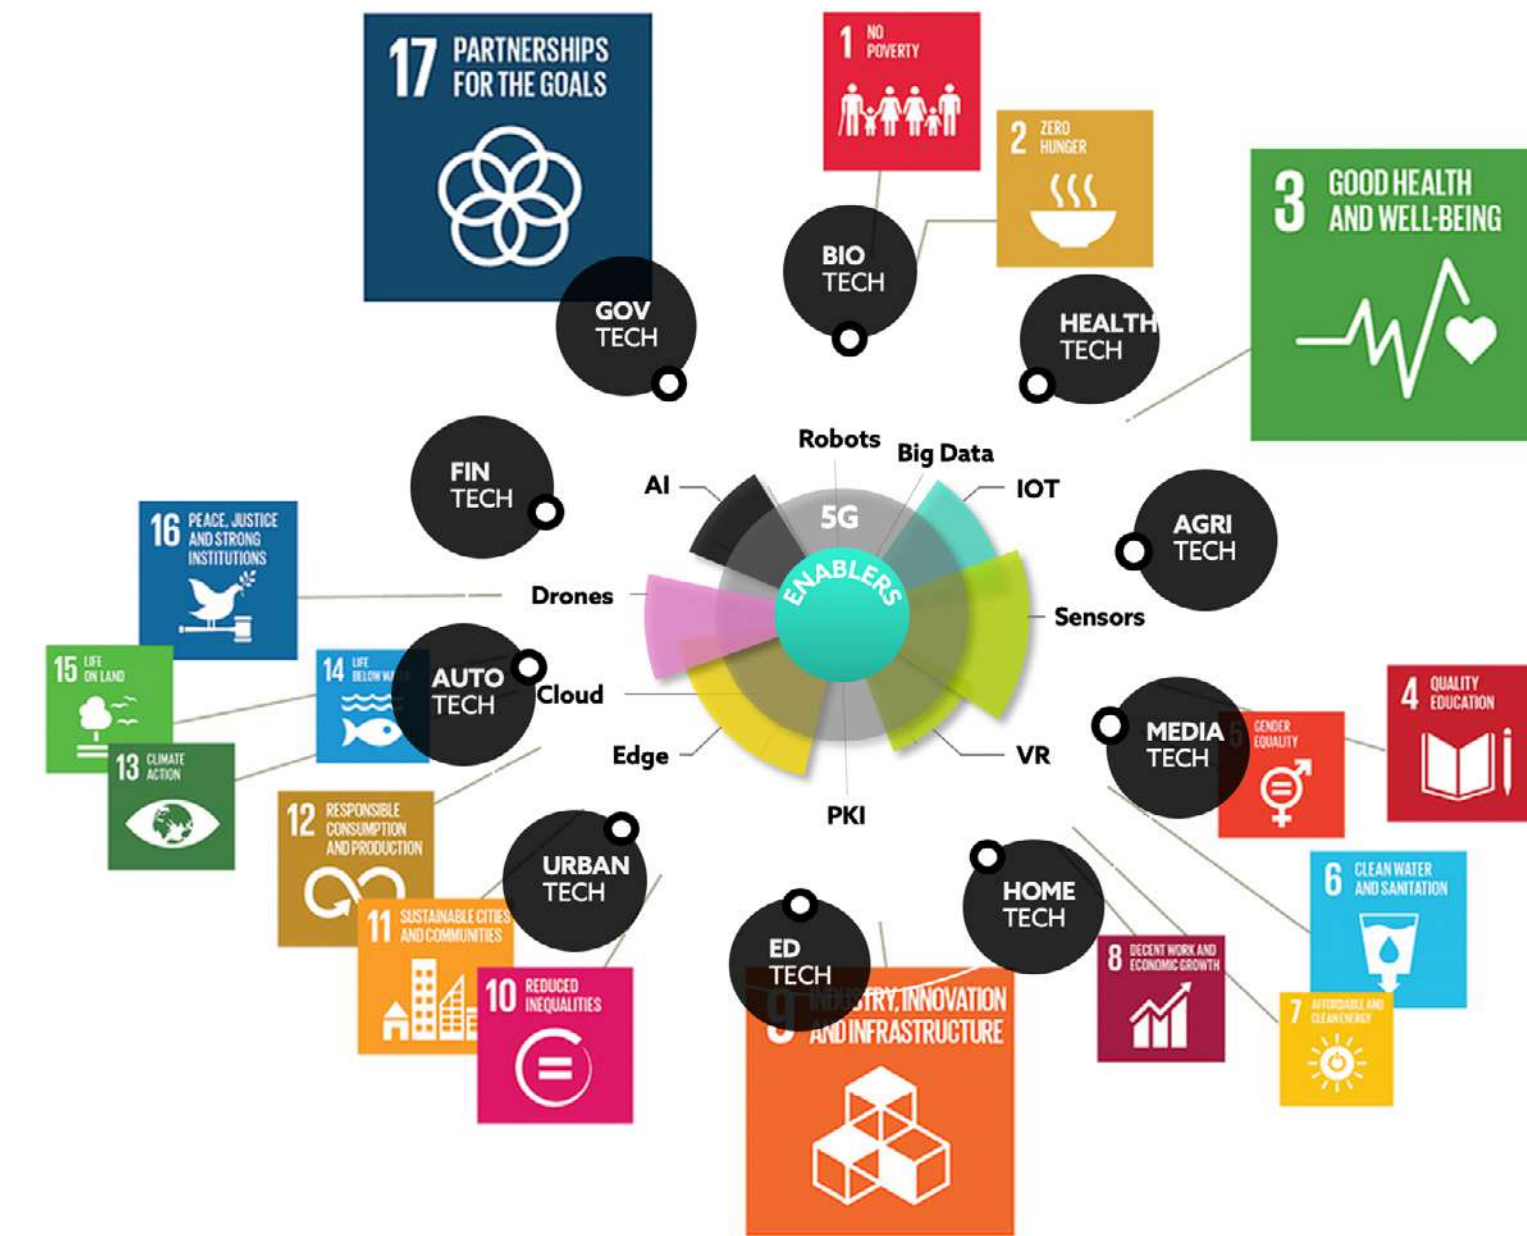 17 PARTNERSHIPS
FOR THE GOALS
1 NO
POVERTY
2 ZERO
HUNGER
3 GOOD HEALTH
AND WELL-BEING
BIO
TECH
GOV
TECH
HEALTH
TECH
Robots
Big Data
AI
IOT
FIN
TECH
5G
AGRI
TECH
16 PEACE, JUSTICE
AND STRONG
INSTITUTIONS
ENABLERS
Drones
Sensors
15 LIFE
ON LAND
14 LIFE
BELOW WA
AUTO
TECH
Cloud
4 QUALITY
EDUCATION
MEDIA
TECH
5 GENDER
EQUALITY
13 CLIMATE
ACTION
Edge
VR
12 RESPONSIBLE
CONSUMPTION
AND PRODUCTION
PKI
URBAN
TECH
HOME
TECH
6 CLEAN WATER
AND SANITATION
11 SUSTAINABLE CITIES
AND COMMUNITIES
ED
TECH
8 DECENT WORK AND
ECONOMIC GROWTH
10 REDUCED
INEQUALITIES
9 INDUSTRY, INNOVATION
AND INFRASTRUCTURE
7 AFFORDABLE AND
CLEAN ENERGY